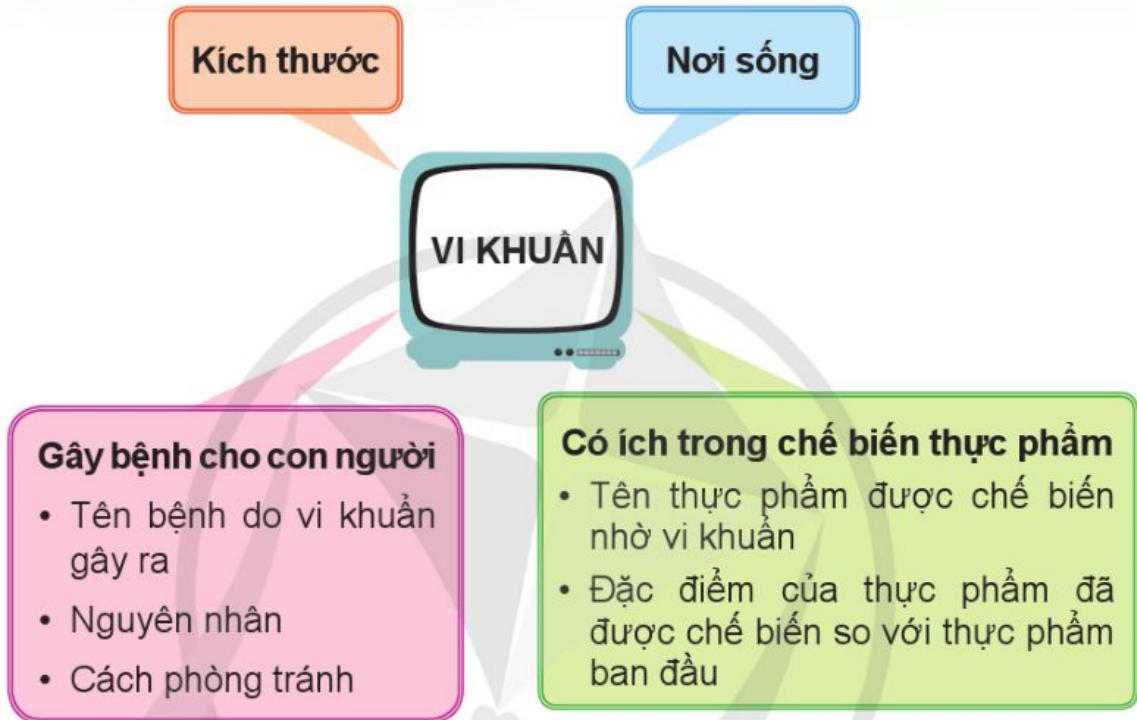 Kích thước
Nơi sống
VI KHUẨN
Gây bệnh cho con người
• Tên bệnh do vi khuẩn
gây ra
• Nguyên nhân
• Cách phòng tránh
Có ích trong chế biến thực phẩm
• Tên thực phẩm được chế biến
nhờ vi khuẩn
• Đặc điểm của thực phẩm đã
được chế biến so với thực phẩm
ban đầu